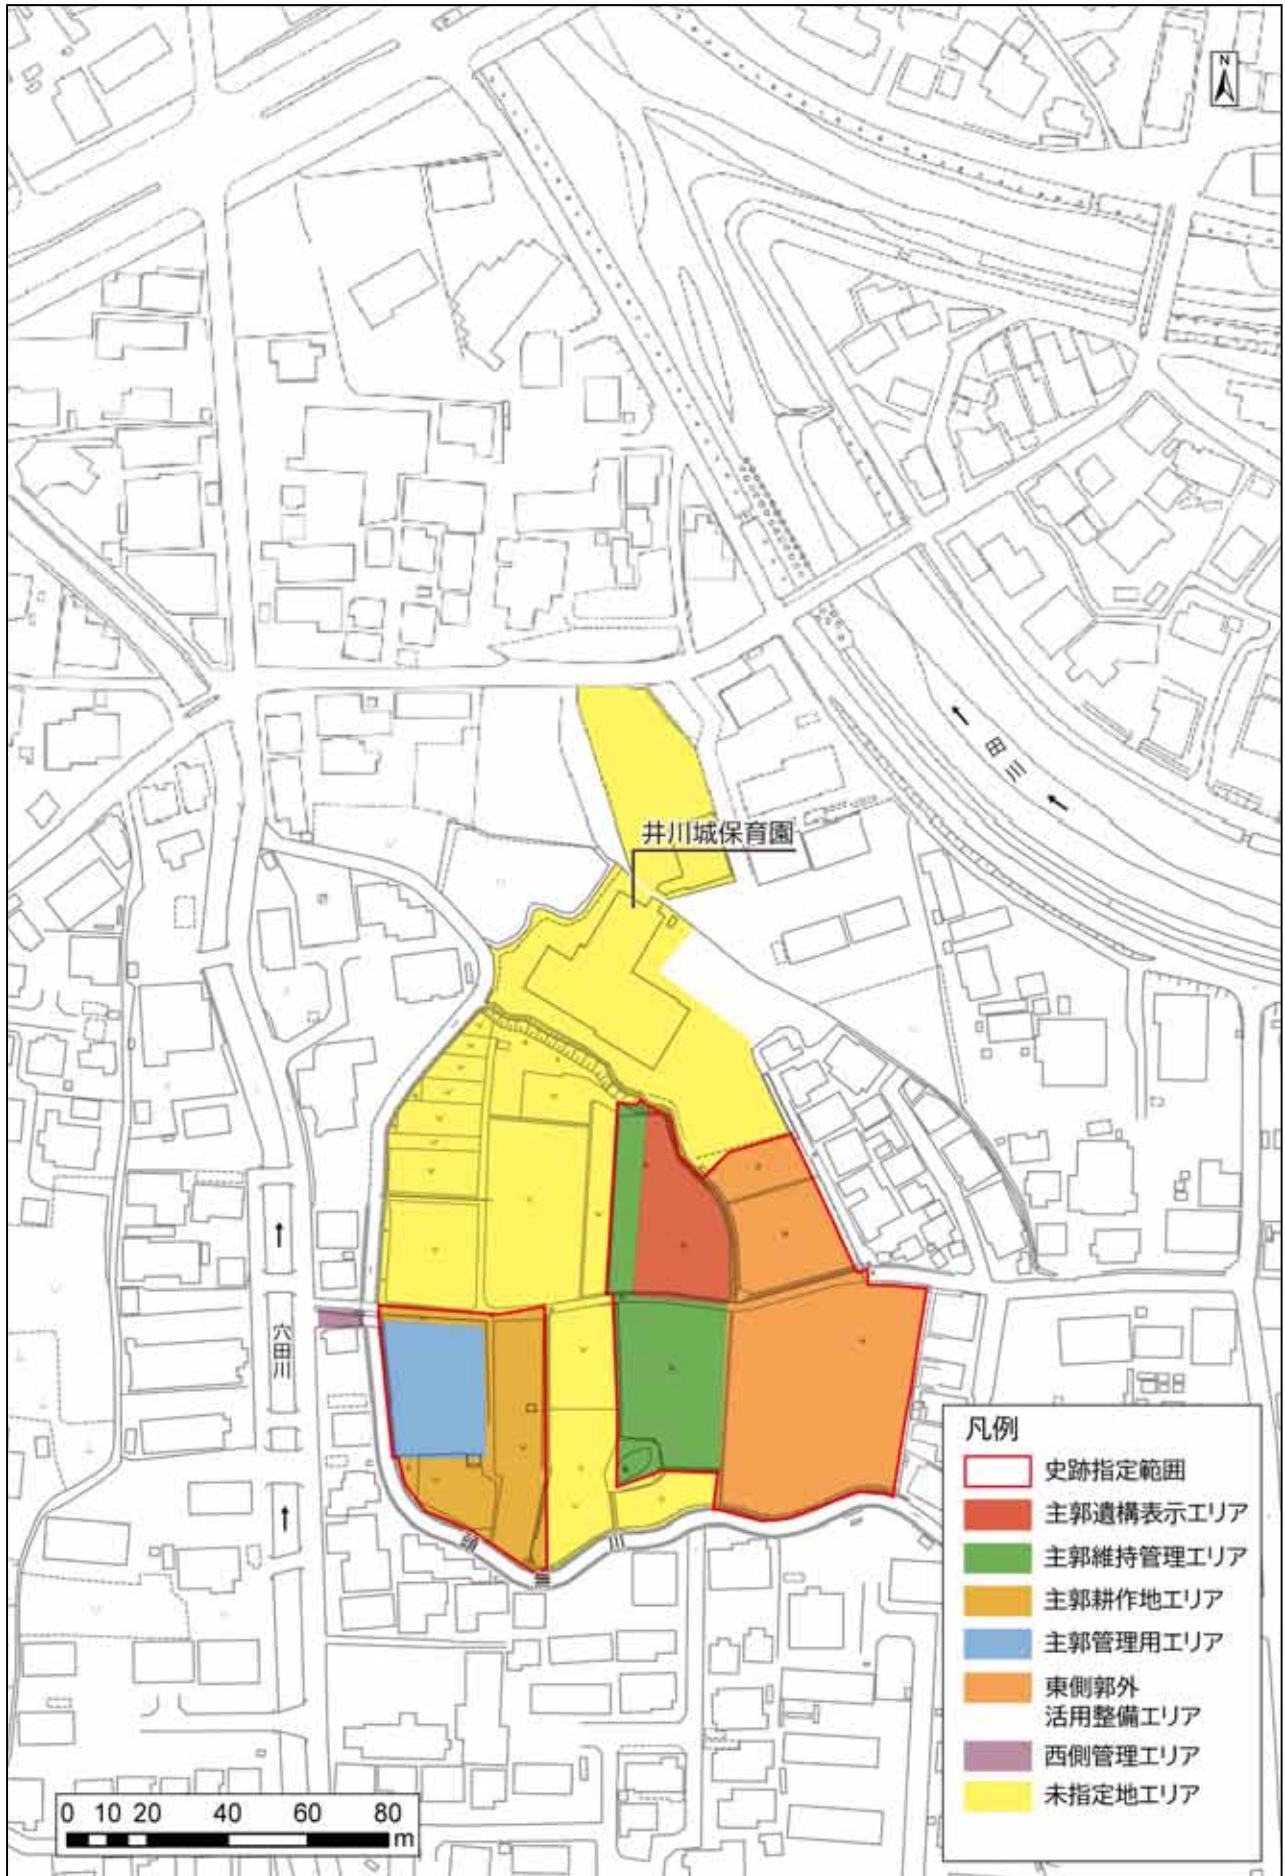 N
田川
井川城保育園
穴田川
頭無川
凡例
史跡指定範囲
主郭遺構表示エリア
主郭維持管理エリア
主郭耕作地エリア
主郭管理用エリア
東側郭外
活用整備エリア
西側管理エリア
未指定地エリア
0 10 20 40 60 80
m